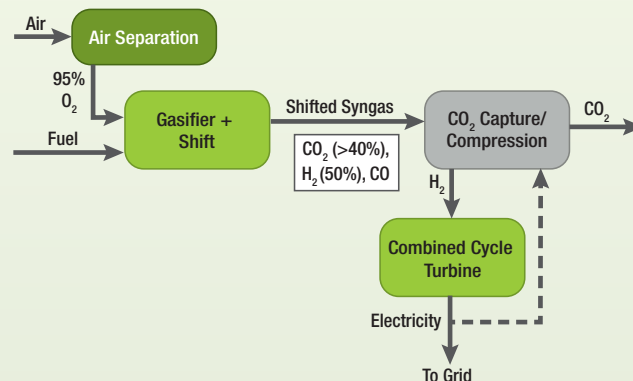 Air
Air Separation
95%
O₂
Fuel
Gasifier +
Shift
Shifted Syngas
CO₂ (>40%),
H₂ (50%), CO
CO₂ Capture/
Compression
CO₂
H₂
Combined Cycle
Turbine
Electricity
To Grid